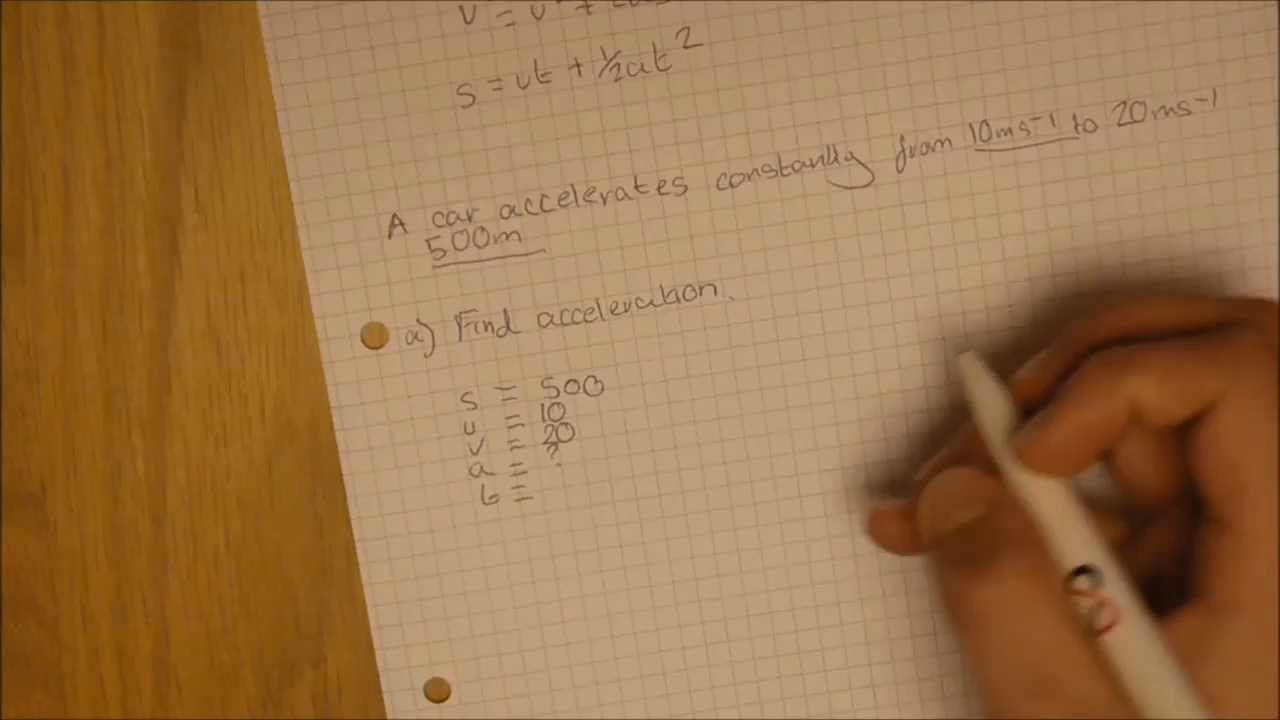 s = ut + ½at²
A car accelerates constantly from 10ms⁻¹ to 20ms⁻¹
500m
a) Find acceleration.
s = 500
u = 10
v = 20
a = ?
t =